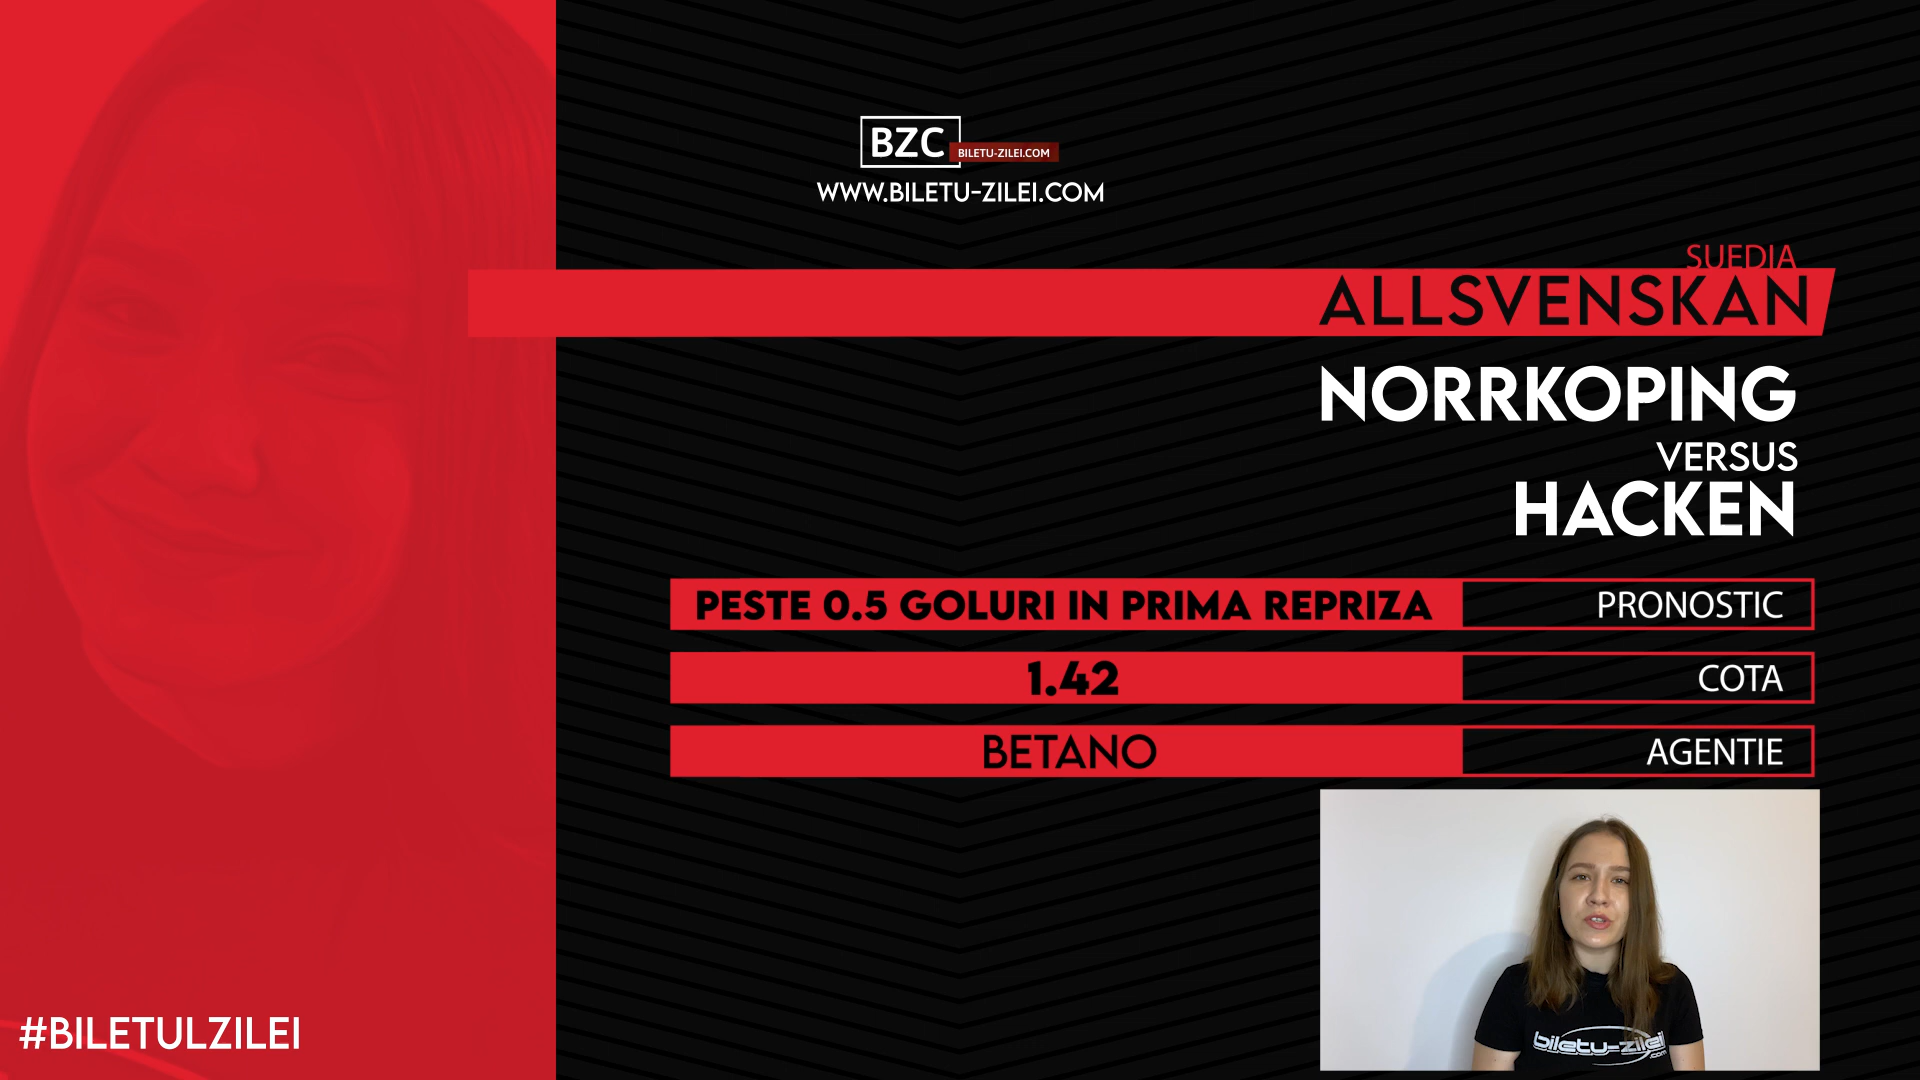 BZC
BILETU-ZILEI.COM
WWW.BILETU-ZILEI.COM
SUEDIA
ALLSVENSKAN
NORRKOPING
VERSUS
HACKEN
PESTE 0.5 GOLURI IN PRIMA REPRIZA PRONOSTIC
1.42 COTA
BETANO AGENTIE
biletu-zilei
.com
#BILETULZILEI